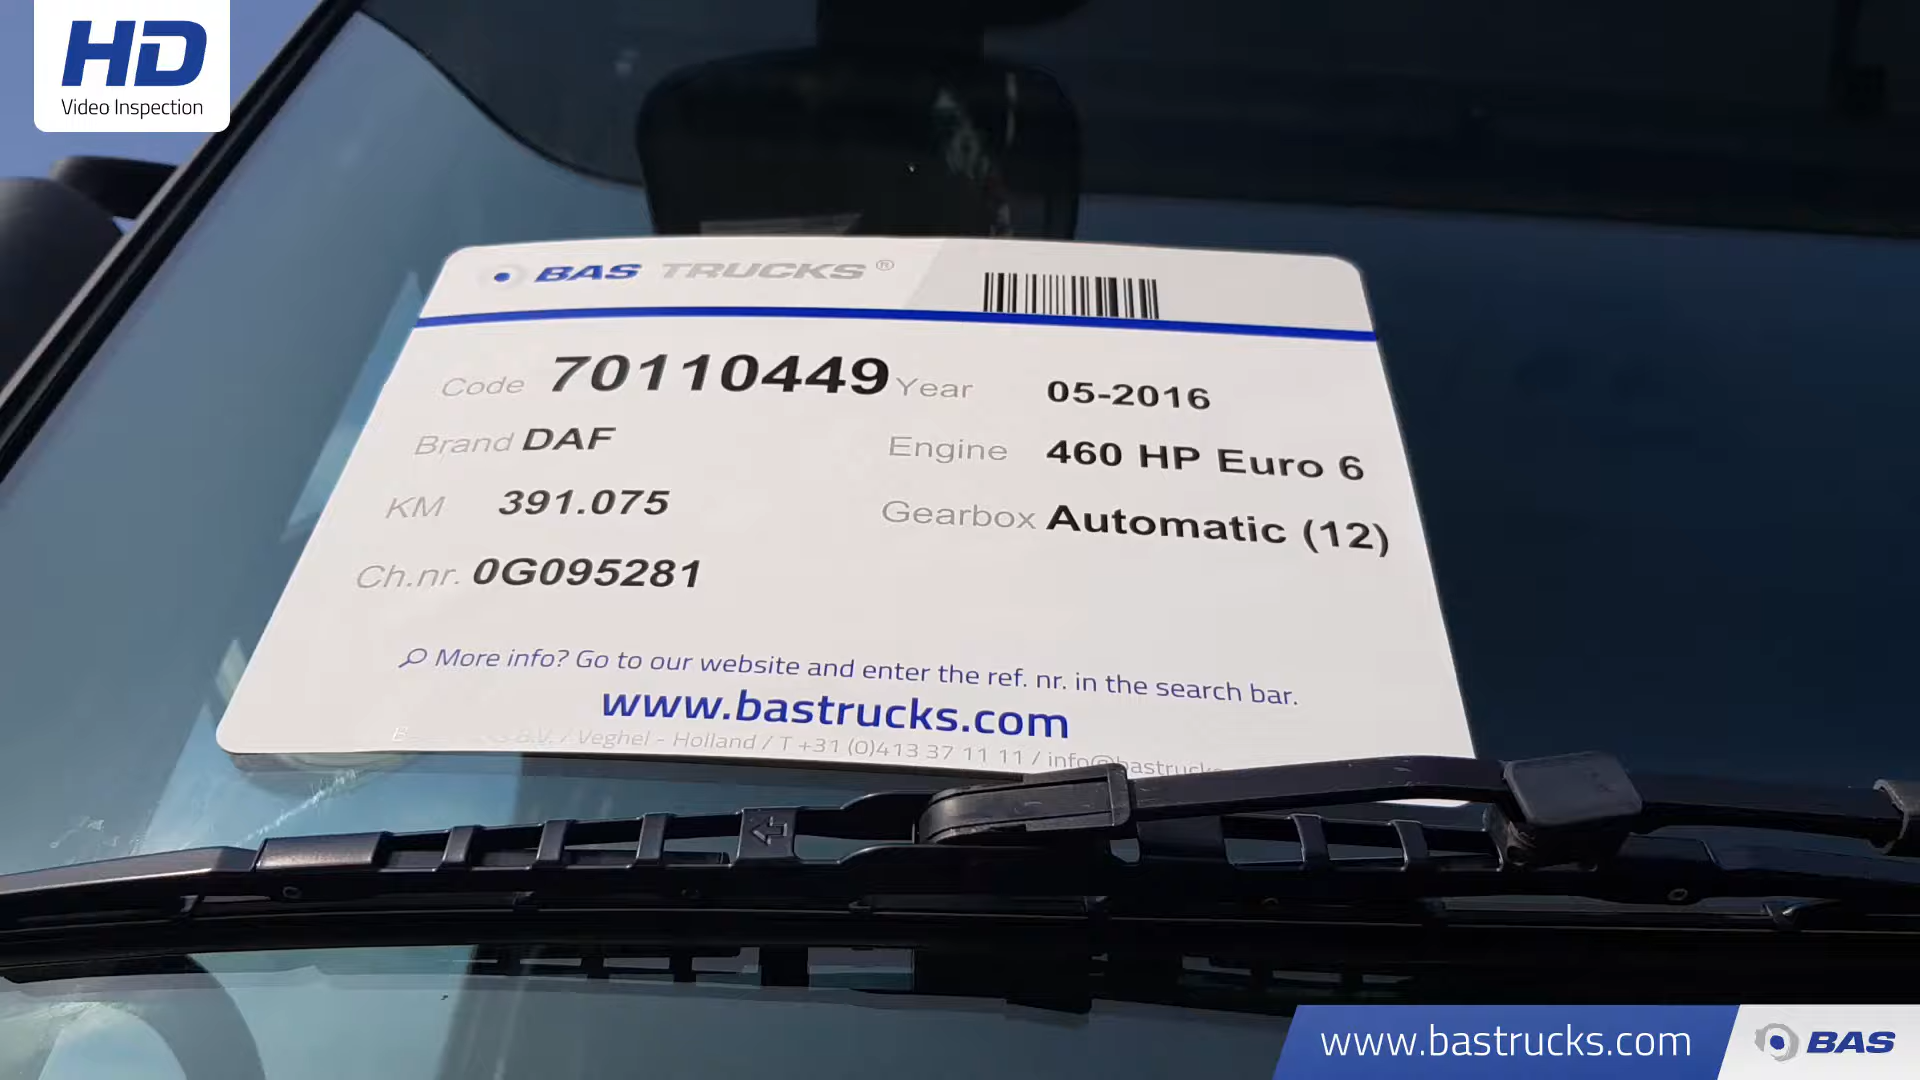 HD
Video Inspection
BAS TRUCKS®
Code 70110449 Year 05-2016
Brand DAF Engine 460 HP Euro 6
KM 391.075 Gearbox Automatic (12)
Ch.nr. 0G095281
More info? Go to our website and enter the ref. nr. in the search bar.
www.bastrucks.com
B.V. / Veghel - Holland / T +31 (0)413 37 11 11 / info@bastrucks
www.bastrucks.com
BAS